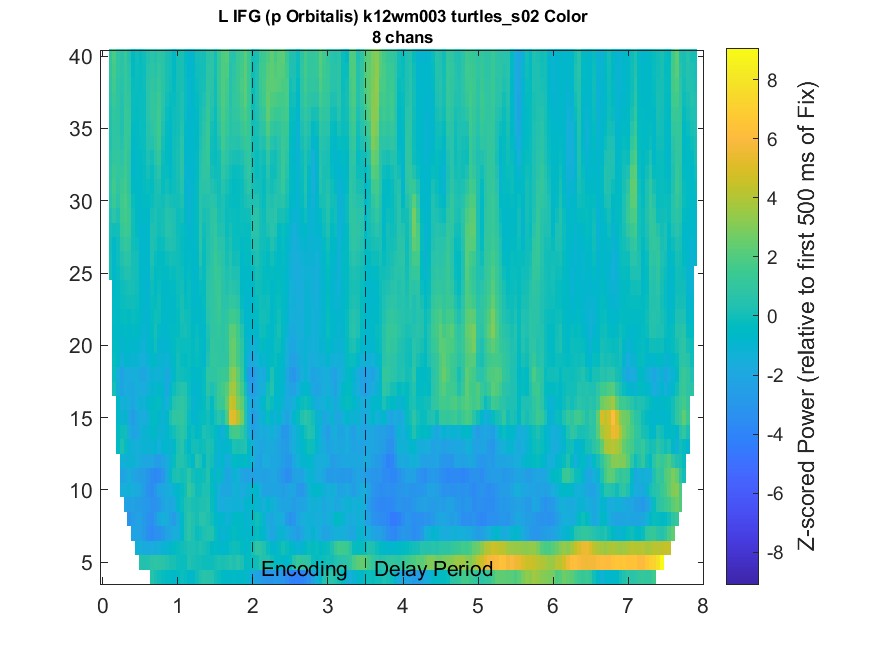 L IFG (p Orbitalis) k12wm003 turtles_s02 Color
8 chans
40
35
30
25
20
15
10
5
Encoding
Delay Period
0 1 2 3 4 5 6 7 8
8
6
4
2
0
-2
-4
-6
-8
Z-scored Power (relative to first 500 ms of Fix)